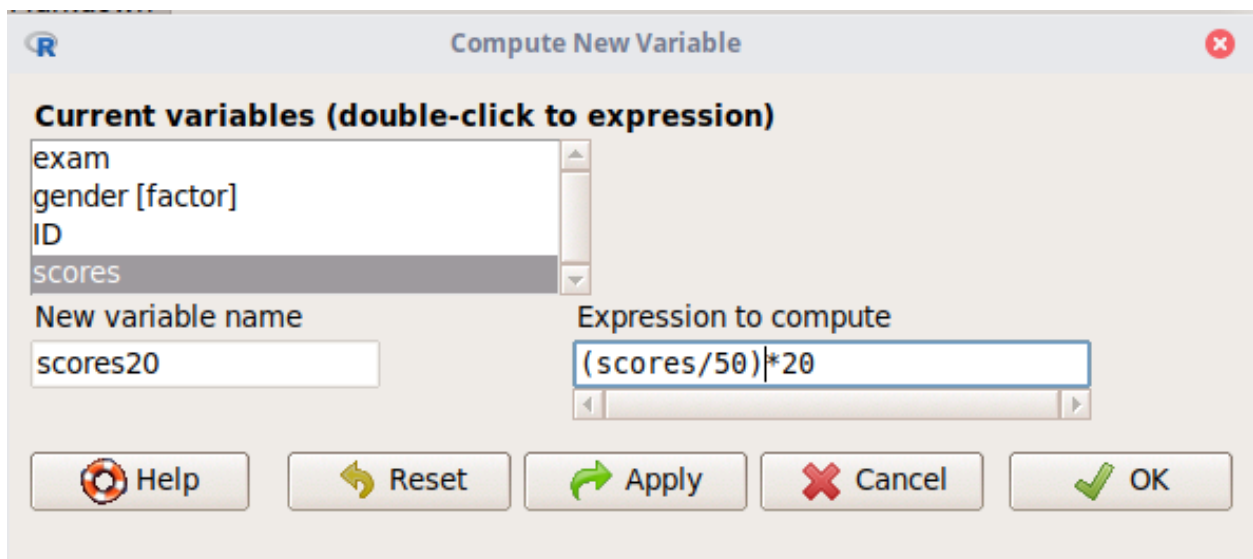 Compute New Variable
Current variables (double-click to expression)
exam
gender [factor]
ID
scores
New variable name
Expression to compute
scores20
(scores/50)*20
Help
Reset
Apply
Cancel
OK